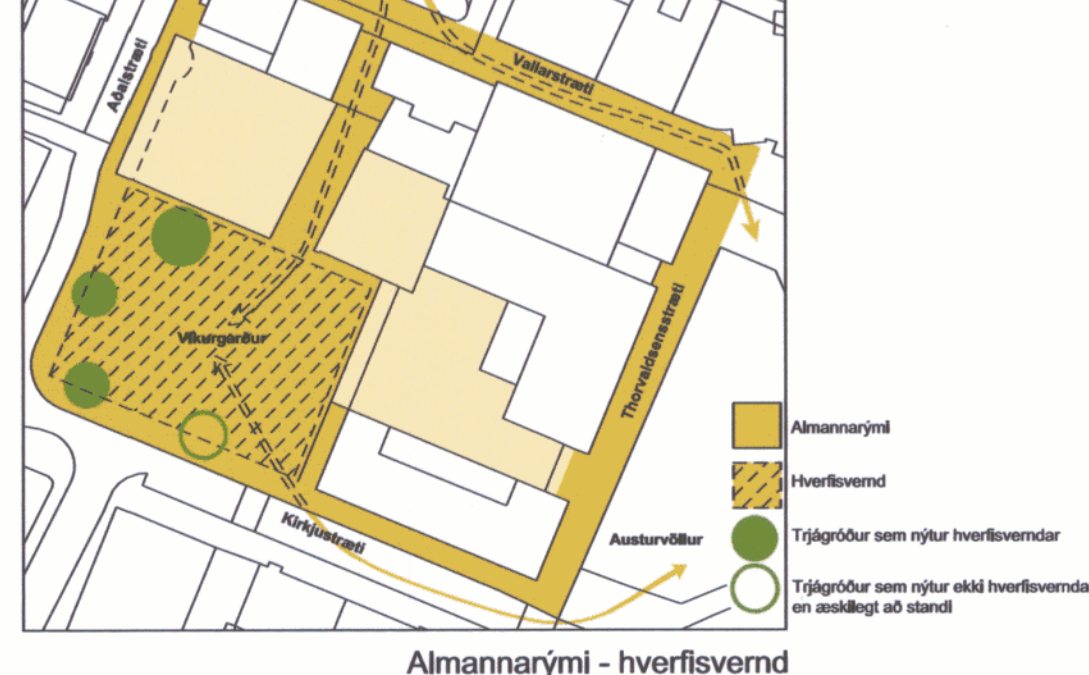 Aðalstræti
Vallarstræti
Víkurgarður
Thorvaldsensstræti
Kirkjustræti
Austurvöllur
Almannarými
Hverfisvernd
Trjágróður sem nýtur hverfisverndar
Trjágróður sem nýtur ekki hverfisvernda
en æskilegt að standi
Almannarými - hverfisvernd